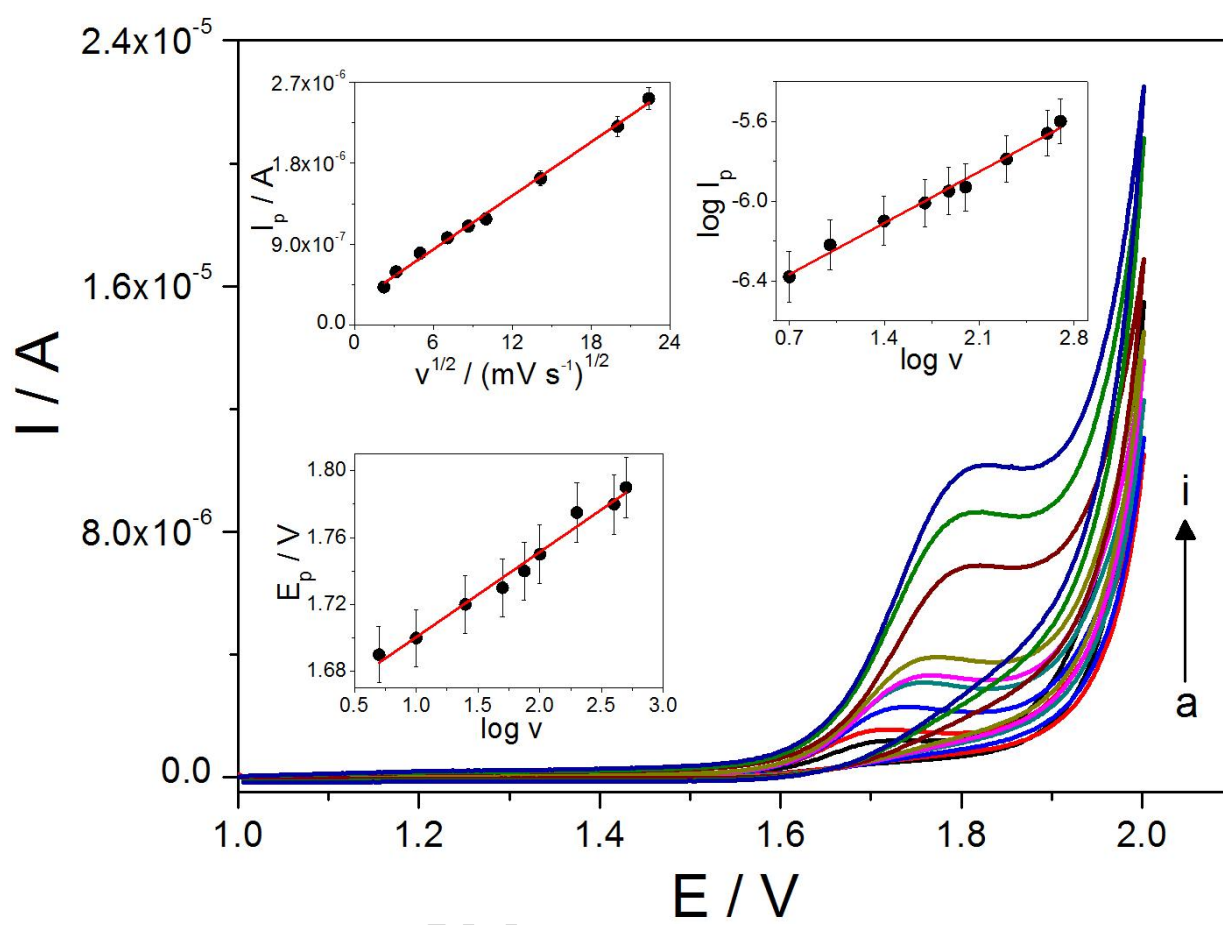 2.4x10⁻⁵
1.6x10⁻⁵
8.0x10⁻⁶
0.0
I / A
1.0 1.2 1.4 1.6 1.8 2.0
E / V
2.7x10⁻⁶
1.8x10⁻⁶
9.0x10⁻⁷
0.0
I_p / A
0 6 12 18 24
v^1/2 / (mV s⁻¹)^1/2
-5.6
-6.0
-6.4
log I_p
0.7 1.4 2.1 2.8
log v
1.80
1.76
1.72
1.68
E_p / V
0.5 1.0 1.5 2.0 2.5 3.0
log v
i
a